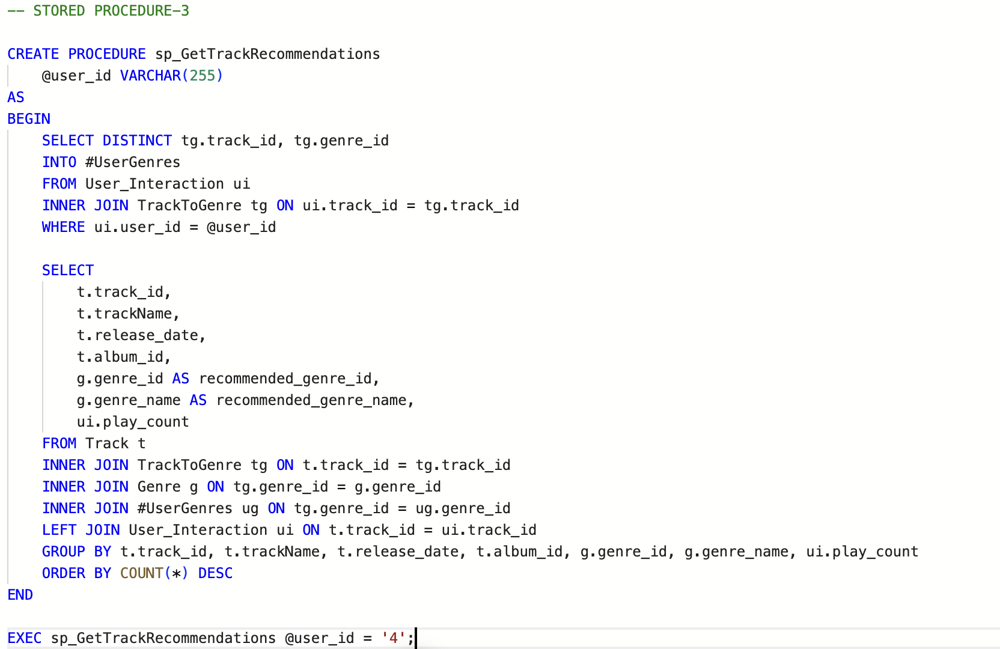 -- STORED PROCEDURE-3
CREATE PROCEDURE sp_GetTrackRecommendations
@user_id VARCHAR(255)
AS
BEGIN
SELECT DISTINCT tg.track_id, tg.genre_id
INTO #UserGenres
FROM User_Interaction ui
INNER JOIN TrackToGenre tg ON ui.track_id = tg.track_id
WHERE ui.user_id = @user_id
SELECT
t.track_id,
t.trackName,
t.release_date,
t.album_id,
g.genre_id AS recommended_genre_id,
g.genre_name AS recommended_genre_name,
ui.play_count
FROM Track t
INNER JOIN TrackToGenre tg ON t.track_id = tg.track_id
INNER JOIN Genre g ON tg.genre_id = g.genre_id
INNER JOIN #UserGenres ug ON tg.genre_id = ug.genre_id
LEFT JOIN User_Interaction ui ON t.track_id = ui.track_id
GROUP BY t.track_id, t.trackName, t.release_date, t.album_id, g.genre_id, g.genre_name, ui.play_count
ORDER BY COUNT(*) DESC
END
EXEC sp_GetTrackRecommendations @user_id = '4';